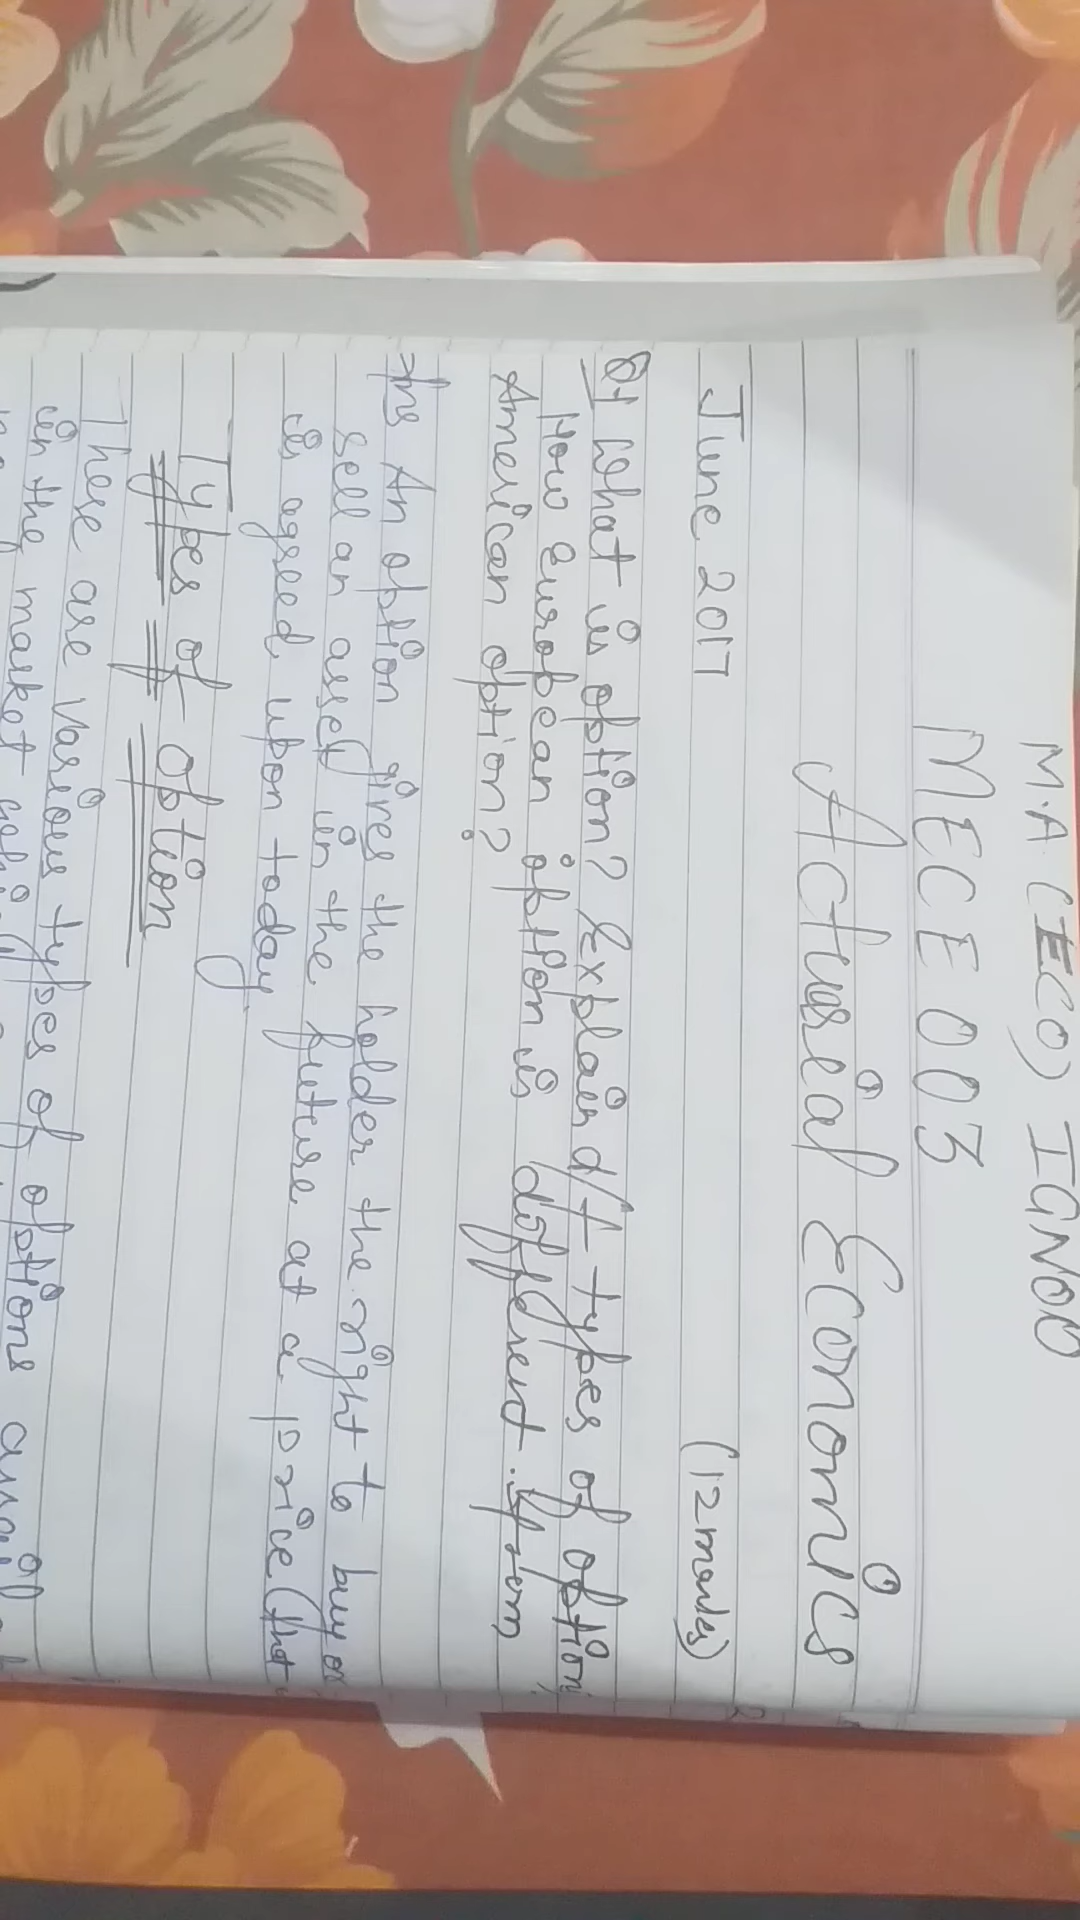 M.A (ECO) IGNOU
MECE 003
Actuarial Economics
June 2017 (12 marks)
Q1 What is option? Explain d/f types of option,
How European option is different from
American option?
Ans An option gives the holder the right to buy or
sell an asset in the future at a price (that
is agreed upon today.
Types of option
These are Various types of options
in the market